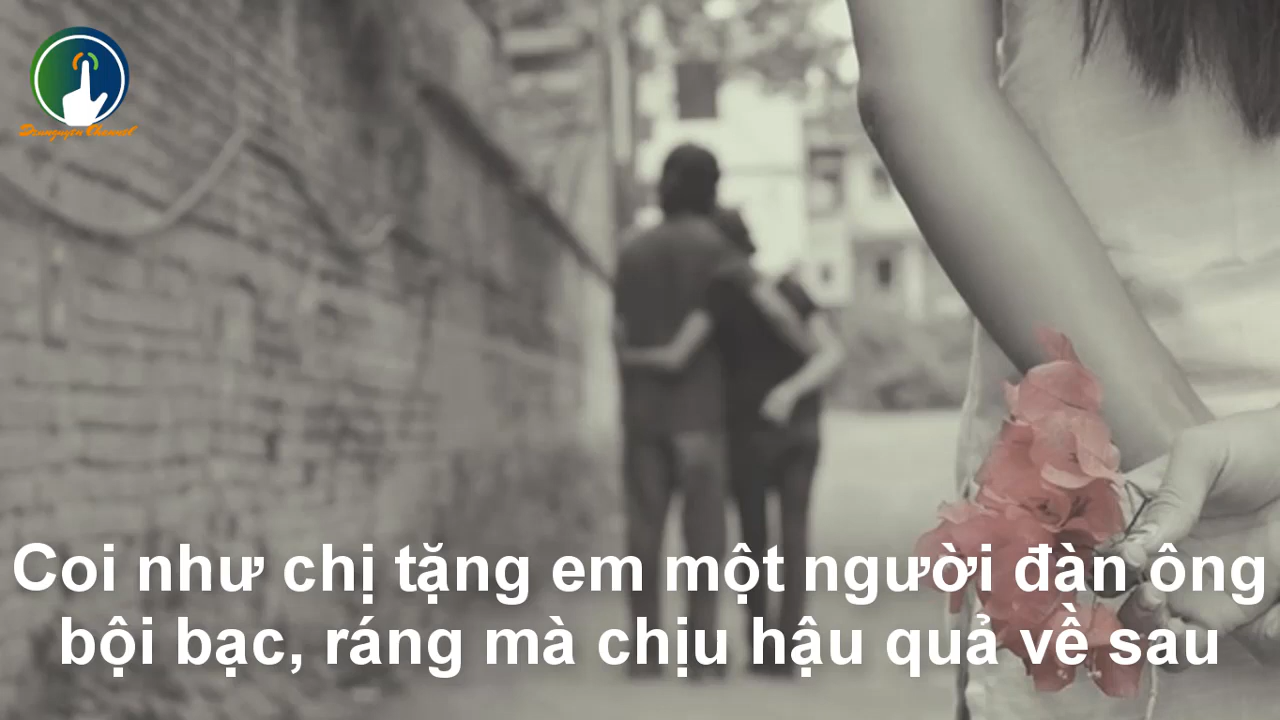 Coi như chị tặng em một người đàn ông
bội bạc, ráng mà chịu hậu quả về sau